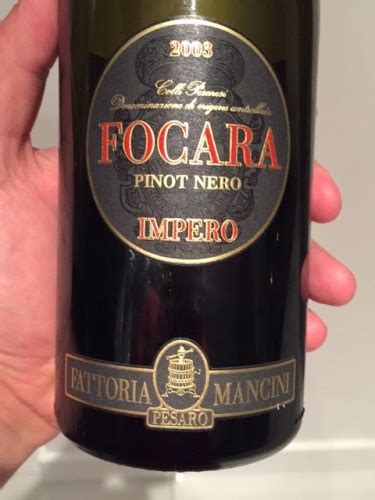 2003
Colli Pesaresi
Denominazione di origine controllata
FOCARA
PINOT NERO
IMPERO
FATTORIA MANCINI
PESARO